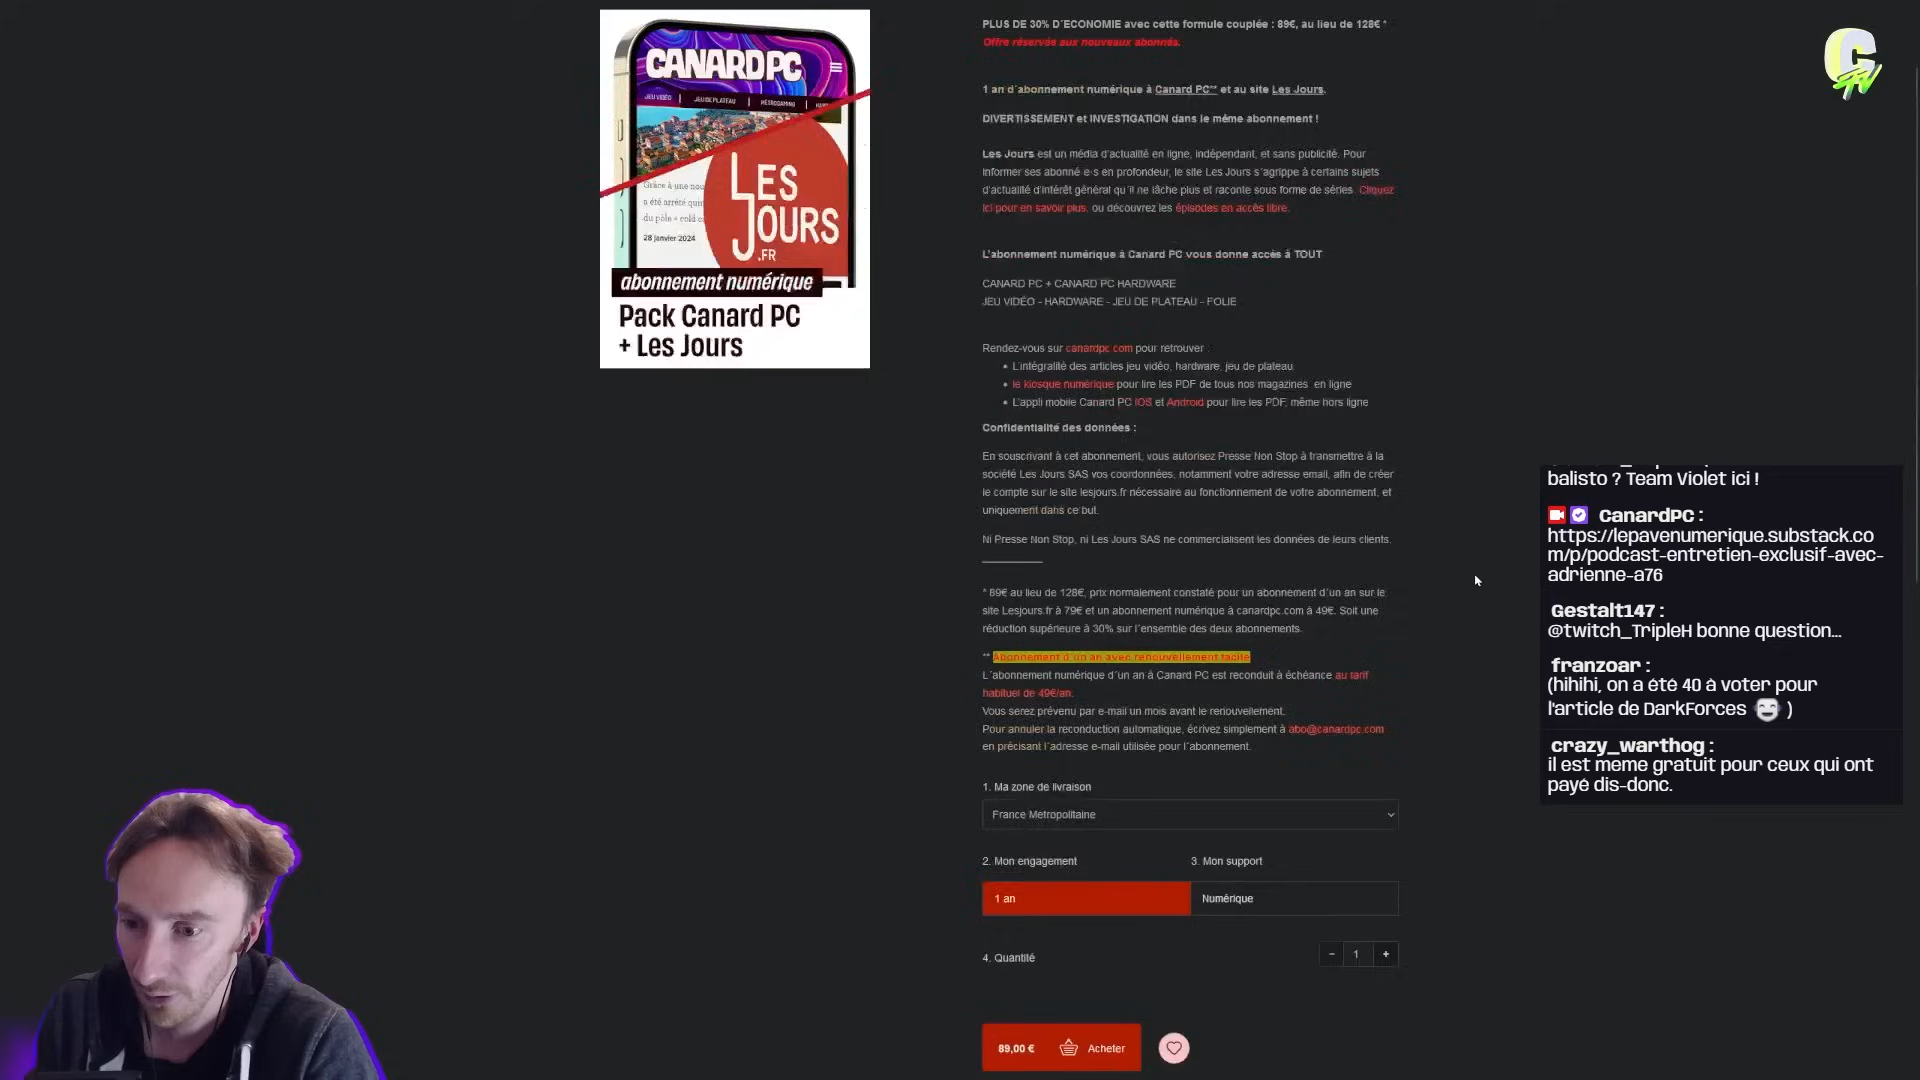 CANARD PC
JEU VIDÉO | JEU DE PLATEAU | RÉTROGAMING
Grâce à une nou
a été arrêté quin
du pôle « cold c
28 janvier 2024
LES
JOURS
.FR
abonnement numérique
Pack Canard PC
+ Les Jours
PLUS DE 30% D'ECONOMIE avec cette formule couplée : 89€, au lieu de 128€ *
Offre réservée aux nouveaux abonnés.
1 an d'abonnement numérique à Canard PC** et au site Les Jours.
DIVERTISSEMENT et INVESTIGATION dans le même abonnement !
Les Jours est un média d'actualité en ligne, indépendant, et sans publicité. Pour
informer ses abonné·e·s en profondeur, le site Les Jours s'agrippe à certains sujets
d'actualité d'intérêt général qu'il ne lâche plus et raconte sous forme de séries. Cliquez
ici pour en savoir plus, ou découvrez les épisodes en accès libre.
L'abonnement numérique à Canard PC vous donne accès à TOUT
CANARD PC + CANARD PC HARDWARE
JEU VIDÉO - HARDWARE - JEU DE PLATEAU - FOLIE
Rendez-vous sur canardpc.com pour retrouver :
• L'intégralité des articles jeu vidéo, hardware, jeu de plateau
• le kiosque numérique pour lire les PDF de tous nos magazines en ligne
• L'appli mobile Canard PC IOS et Android pour lire les PDF, même hors ligne
Confidentialité des données :
En souscrivant à cet abonnement, vous autorisez Presse Non Stop à transmettre à la
société Les Jours SAS vos coordonnées, notamment votre adresse email, afin de créer
le compte sur le site lesjours.fr nécessaire au fonctionnement de votre abonnement, et
uniquement dans ce but.
Ni Presse Non Stop, ni Les Jours SAS ne commercialisent les données de leurs clients.
* 89€ au lieu de 128€, prix normalement constaté pour un abonnement d'un an sur le
site Lesjours.fr à 79€ et un abonnement numérique à canardpc.com à 49€. Soit une
réduction supérieure à 30% sur l'ensemble des deux abonnements.
** Abonnement d'un an avec renouvellement tacite
L'abonnement numérique d'un an à Canard PC est reconduit à échéance au tarif
habituel de 49€/an.
Vous serez prévenu par e-mail un mois avant le renouvellement.
Pour annuler la reconduction automatique, écrivez simplement à abo@canardpc.com
en précisant l'adresse e-mail utilisée pour l'abonnement.
1. Ma zone de livraison
France Metropolitaine
2. Mon engagement
3. Mon support
1 an
Numérique
4. Quantité
- 1 +
89,00 € Acheter
C TV
balisto ? Team Violet ici !
CanardPC :
https://lepavenumerique.substack.co
m/p/podcast-entretien-exclusif-avec-
adrienne-a76
Gestalt147 :
@twitch_TripleH bonne question...
franzoar :
(hihihi, on a été 40 à voter pour
l'article de DarkForces )
crazy_warthog :
il est meme gratuit pour ceux qui ont
payé dis-donc.